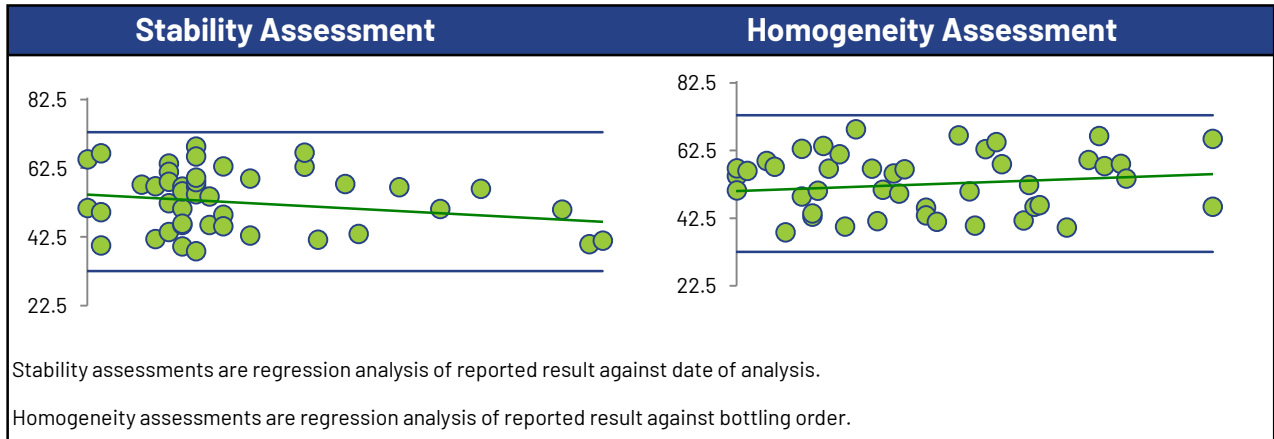 Stability Assessment
Homogeneity Assessment
82.5
62.5
42.5
22.5
82.5
62.5
42.5
22.5
Stability assessments are regression analysis of reported result against date of analysis.
Homogeneity assessments are regression analysis of reported result against bottling order.